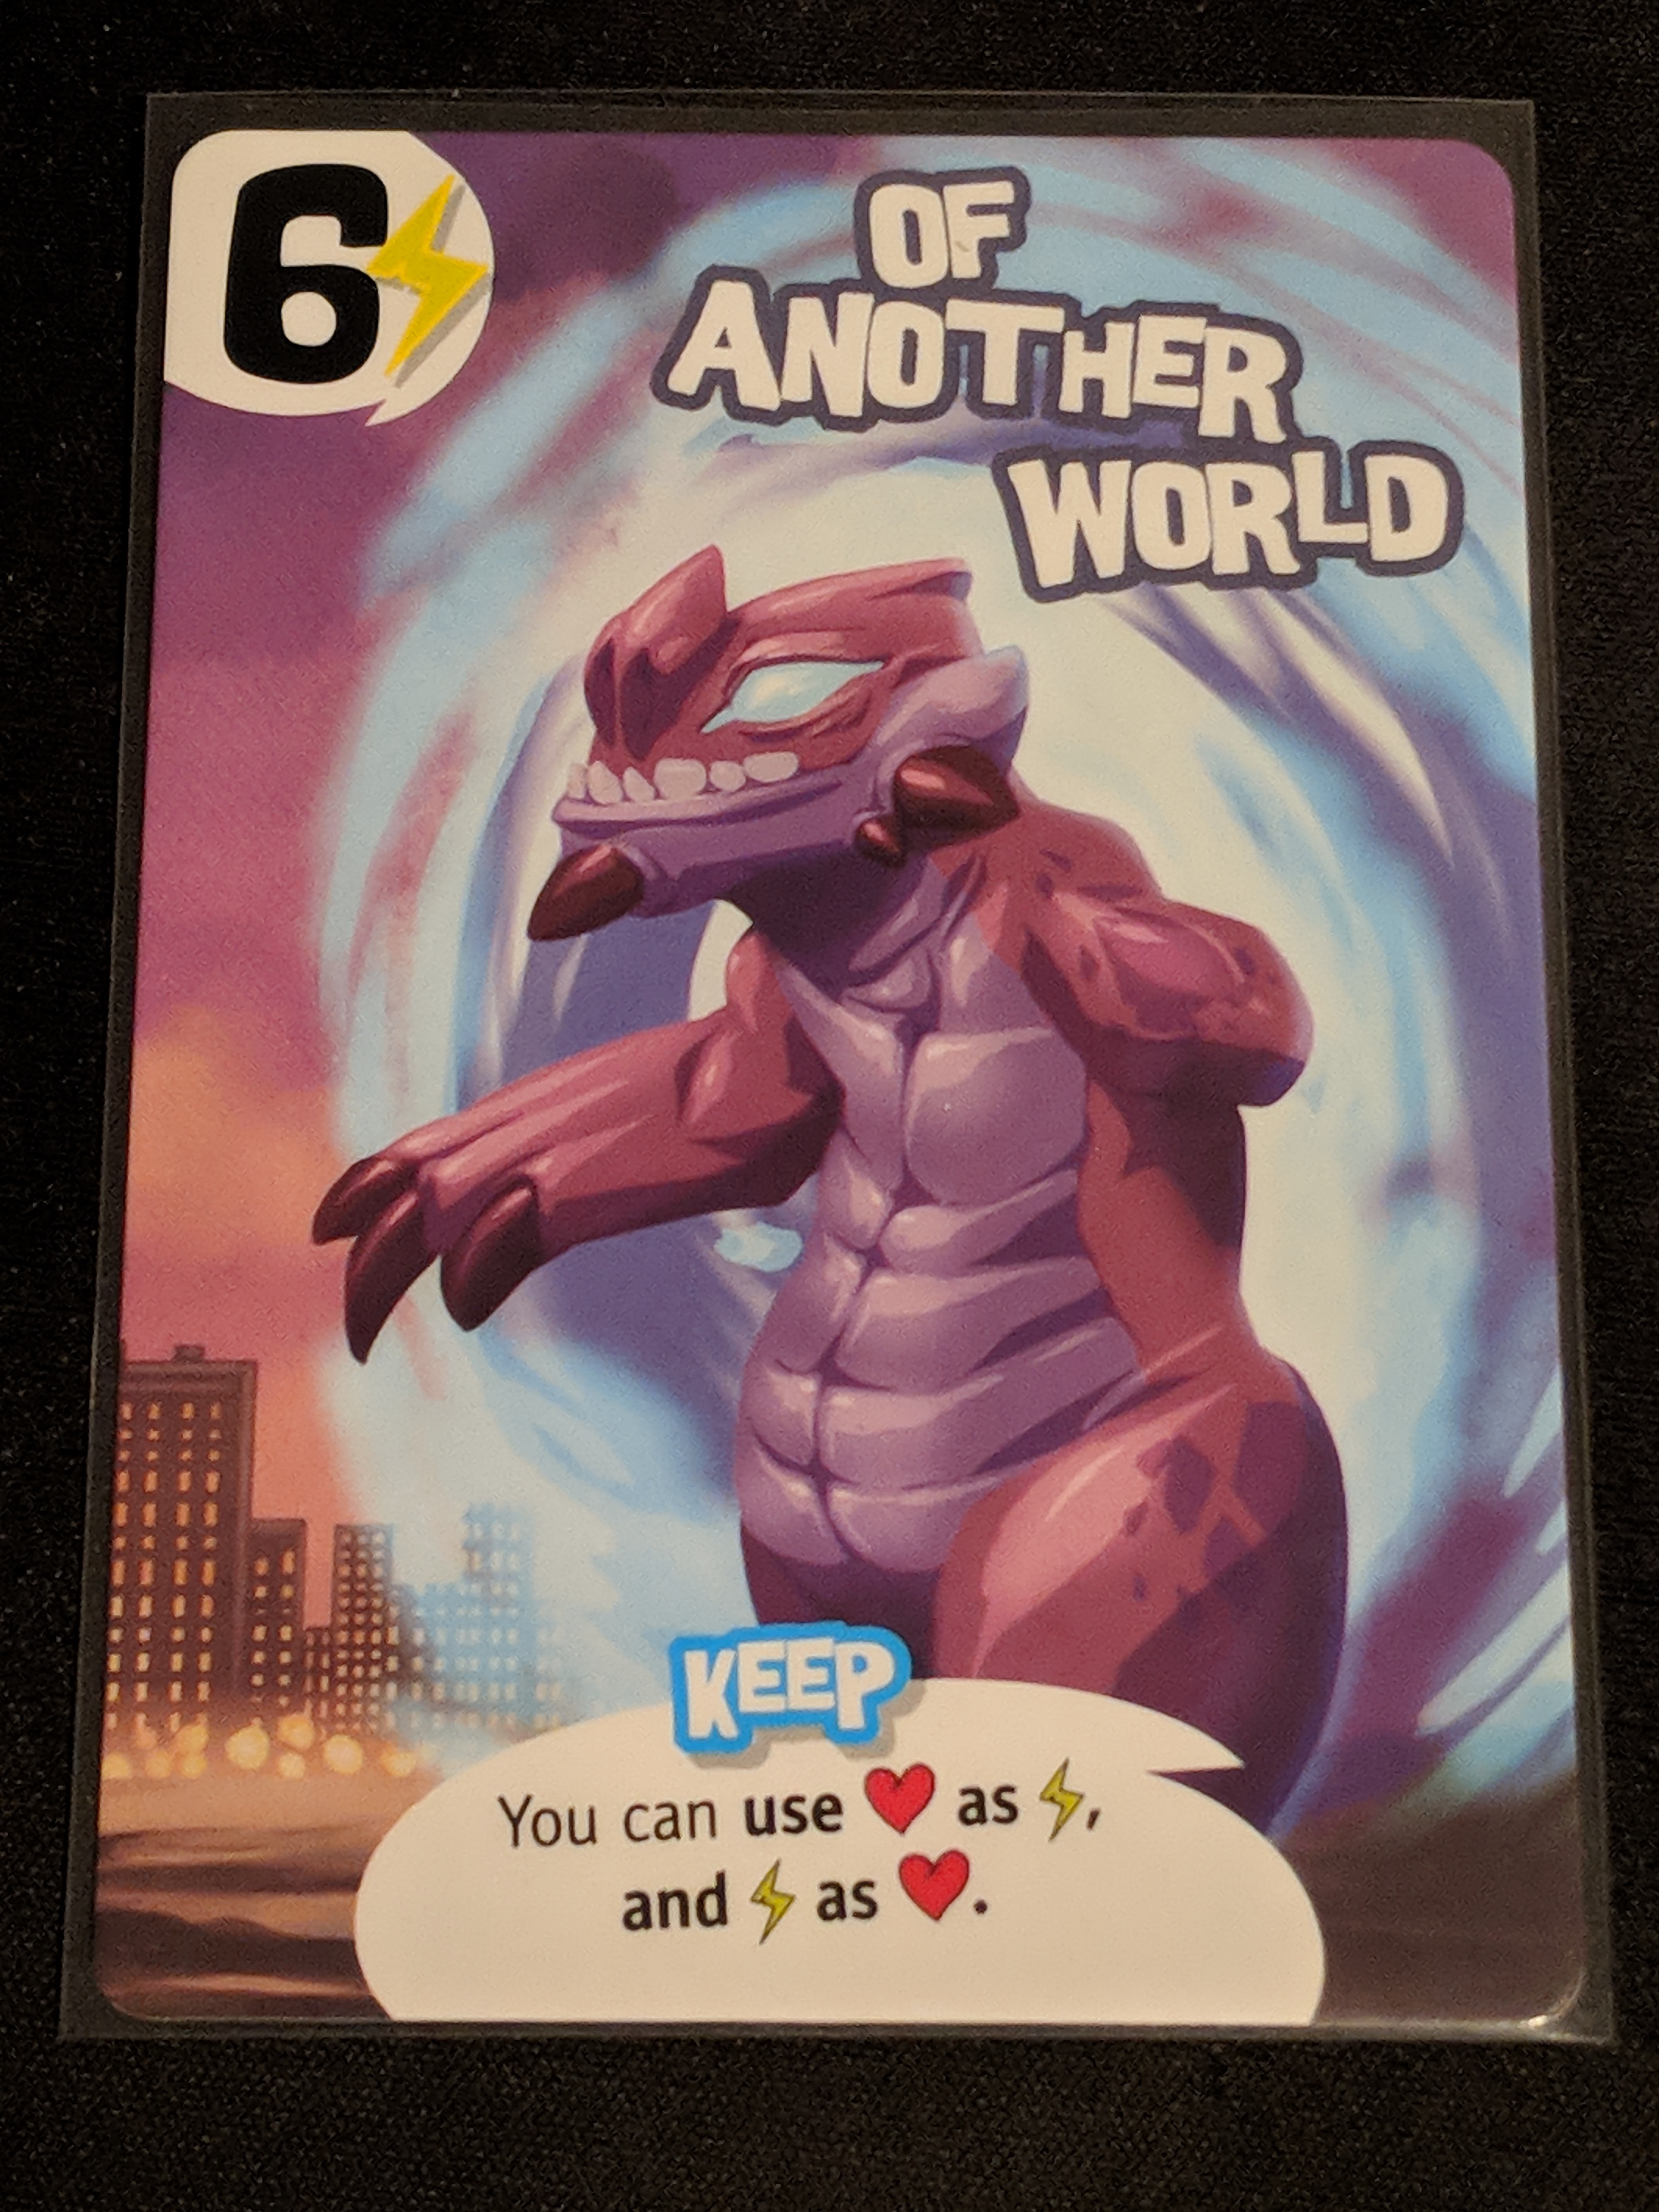 6⚡
OF
ANOTHER
WORLD
KEEP
You can use ❤ as ⚡,
and ⚡ as ❤.